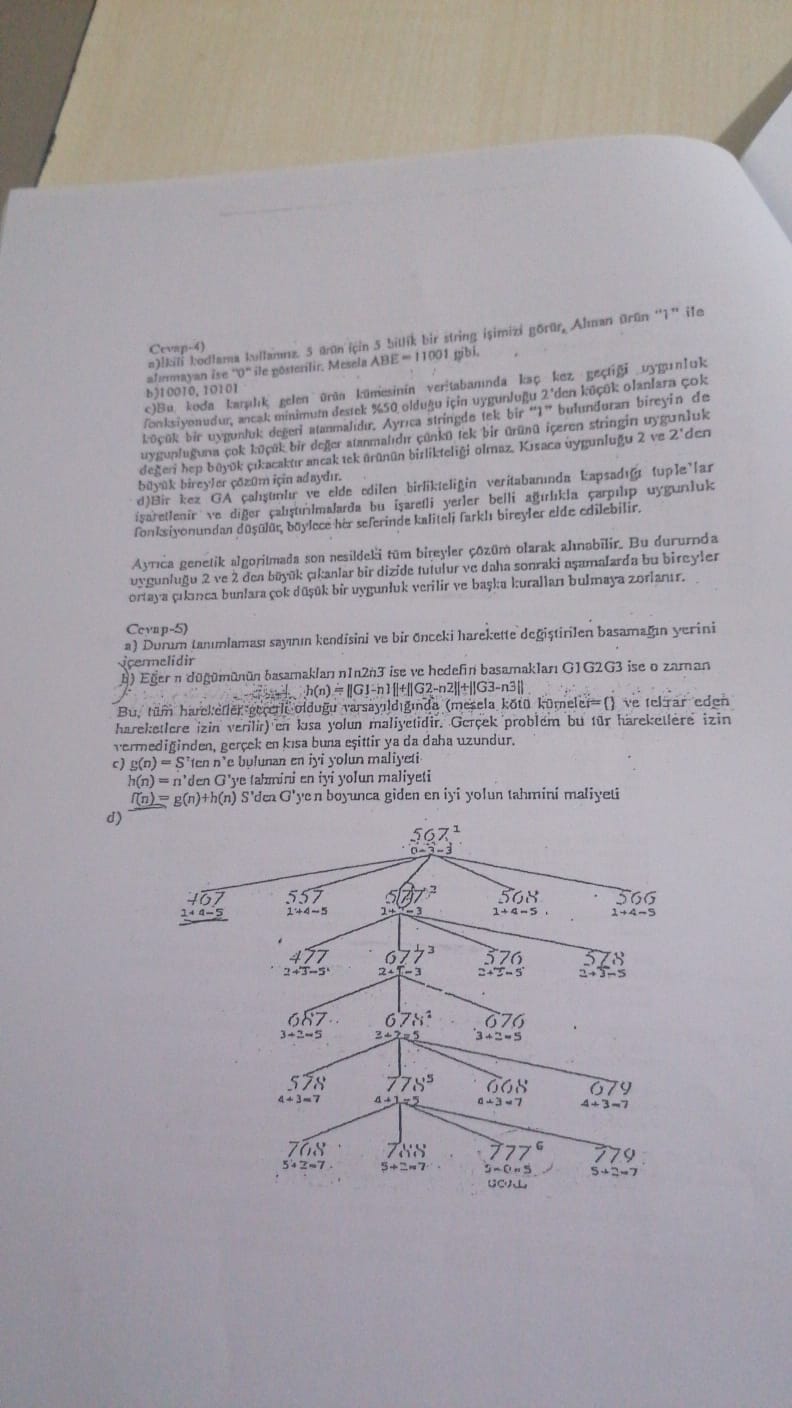 Cevap-4)
a)İkili kodlama kullanırız. 5 ürün için 5 bitlik bir string işimizi görür, Alınan ürün "1" ile
alınmayan ise "0" ile gösterilir. Mesela ABE = 11001 gibi.
b)10010, 10101
c)Bu koda karşılık gelen ürün kümesinin veritabanında kaç kez geçtiği uygunluk
fonksiyonudur, ancak minimum destek %50 olduğu için uygunluğu 2'den küçük olanlara çok
küçük bir uygunluk değeri atanmalıdır. Ayrıca stringde tek bir "1" bulunduran bireyin de
uygunluğuna çok küçük bir değer atanmalıdır çünkü tek bir ürünü içeren stringin uygunluk
değeri hep büyük çıkacaktır ancak tek ürünün birlikteliği olmaz. Kısaca uygunluğu 2 ve 2'den
büyük bireyler çözüm için adaydır.
d)Bir kez GA çalıştırılır ve elde edilen birlikteliğin veritabanında kapsadığı tuple'lar
işaretlenir ve diğer çalıştırılmalarda bu işaretli yerler belli ağırlıkla çarpılıp uygunluk
fonksiyonundan düşülür, böylece her seferinde kaliteli farklı bireyler elde edilebilir.
Ayrıca genetik algoritmada son nesildeki tüm bireyler çözüm olarak alınabilir. Bu durumda
uygunluğu 2 ve 2 den büyük çıkanlar bir dizide tutulur ve daha sonraki aşamalarda bu bireyler
ortaya çıkınca bunlara çok düşük bir uygunluk verilir ve başka kuralları bulmaya zorlanır.
Cevap-5)
a) Durum tanımlaması sayının kendisini ve bir önceki harekette değiştirilen basamağın yerini
içermelidir
b) Eğer n düğümünün basamakları n1n2n3 ise ve hedefin basamakları G1G2G3 ise o zaman
h(n) = ||G1-n1||+||G2-n2||+||G3-n3||
Bu, tüm hareketler geçerli olduğu varsayıldığında (mesela kötü kümeler={} ve tekrar eden
hareketlere izin verilir) en kısa yolun maliyetidir. Gerçek problem bu tür hareketlere izin
vermediğinden, gerçek en kısa buna eşittir ya da daha uzundur.
c) g(n) = S'ten n'e bulunan en iyi yolun maliyeti
h(n) = n'den G'ye tahmini en iyi yolun maliyeti
f(n) = g(n)+h(n) S'den G'ye n boyunca giden en iyi yolun tahmini maliyeti
d)
567 1
0+3=3
467 557 577 2 568 566
1+4=5 1+4=5 1+2=3 1+4=5 1+4=5
477 677 3 576 578
2+3=5 2+1=3 2+3=5 2+3=5
687 678 4 676
3+2=5 3+2=5 3+2=5
578 778 5 668 679
4+3=7 4+1=5 4+3=7 4+3=7
768 788 777 6 779
5+2=7 5+2=7 5+0=5 5+2=7
GOAL